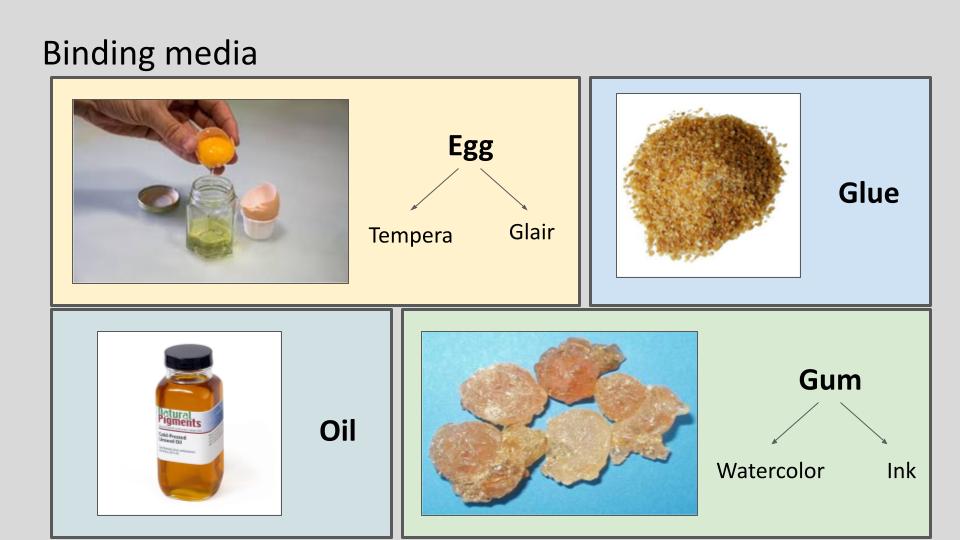 Binding media
Egg
Tempera
Glair
Glue
Natural
Pigments
Cold-Pressed
Linseed Oil
Oil
Gum
Watercolor
Ink